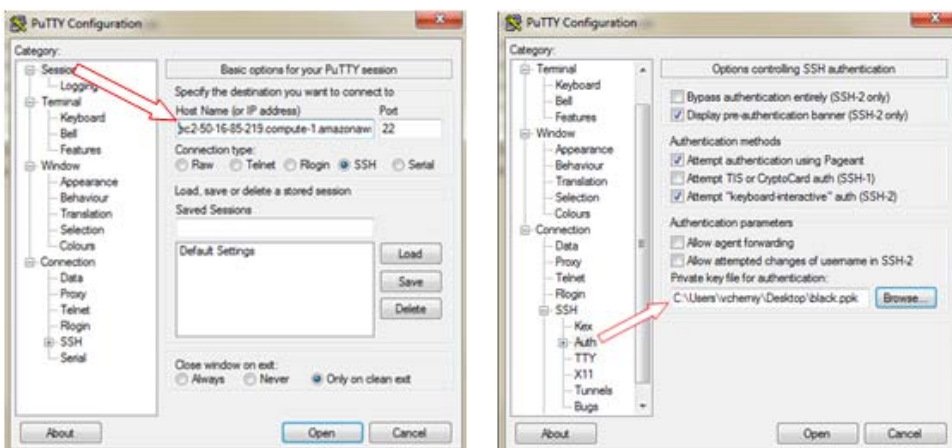 PuTTY Configuration
Category:
Session
Logging
Terminal
Keyboard
Bell
Features
Window
Appearance
Behaviour
Translation
Selection
Colours
Connection
Data
Proxy
Telnet
Rlogin
SSH
Serial
Basic options for your PuTTY session
Specify the destination you want to connect to
Host Name (or IP address) Port
ec2-50-16-85-219.compute-1.amazonaw 22
Connection type:
Raw Telnet Rlogin SSH Serial
Load, save or delete a stored session
Saved Sessions
Default Settings
Load
Save
Delete
Close window on exit:
Always Never Only on clean exit
About Open Cancel
PuTTY Configuration
Category:
Terminal
Keyboard
Bell
Features
Window
Appearance
Behaviour
Translation
Selection
Colours
Connection
Data
Proxy
Telnet
Rlogin
SSH
Kex
Auth
TTY
X11
Tunnels
Bugs
Options controlling SSH authentication
Bypass authentication entirely (SSH-2 only)
Display pre-authentication banner (SSH-2 only)
Authentication methods
Attempt authentication using Pageant
Attempt TIS or CryptoCard auth (SSH-1)
Attempt "keyboard-interactive" auth (SSH-2)
Authentication parameters
Allow agent forwarding
Allow attempted changes of username in SSH-2
Private key file for authentication:
C:\Users\vcherniy\Desktop\black.ppk Browse...
About Open Cancel